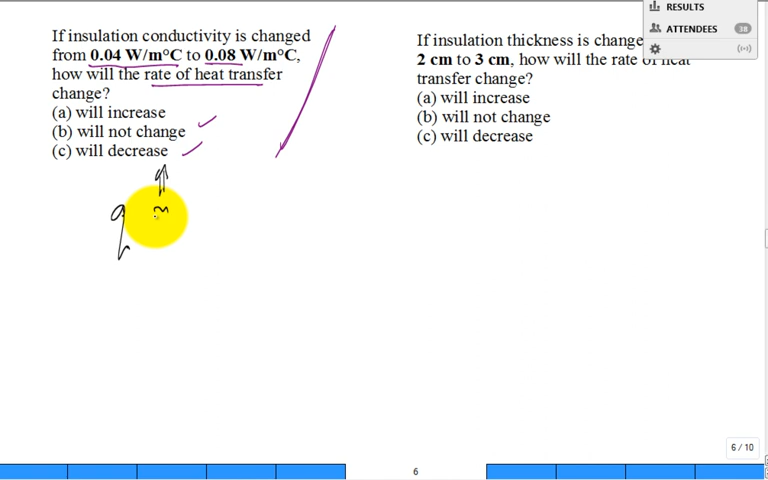 If insulation conductivity is changed
from 0.04 W/m°C to 0.08 W/m°C,
how will the rate of heat transfer
change?
(a) will increase
(b) will not change
(c) will decrease
q
If insulation thickness is change
2 cm to 3 cm, how will the rate of heat
transfer change?
(a) will increase
(b) will not change
(c) will decrease
RESULTS
ATTENDEES 38
6 / 10
6